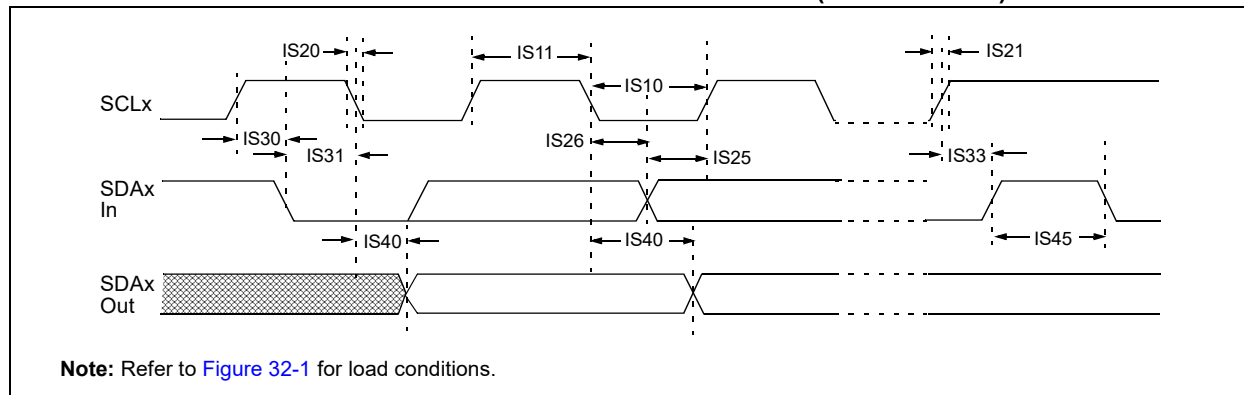 IS20
IS11
IS21
SCLx
IS10
IS30
IS26
IS31
IS25
IS33
SDAx
In
IS40
IS40
IS45
SDAx
Out
Note: Refer to Figure 32-1 for load conditions.